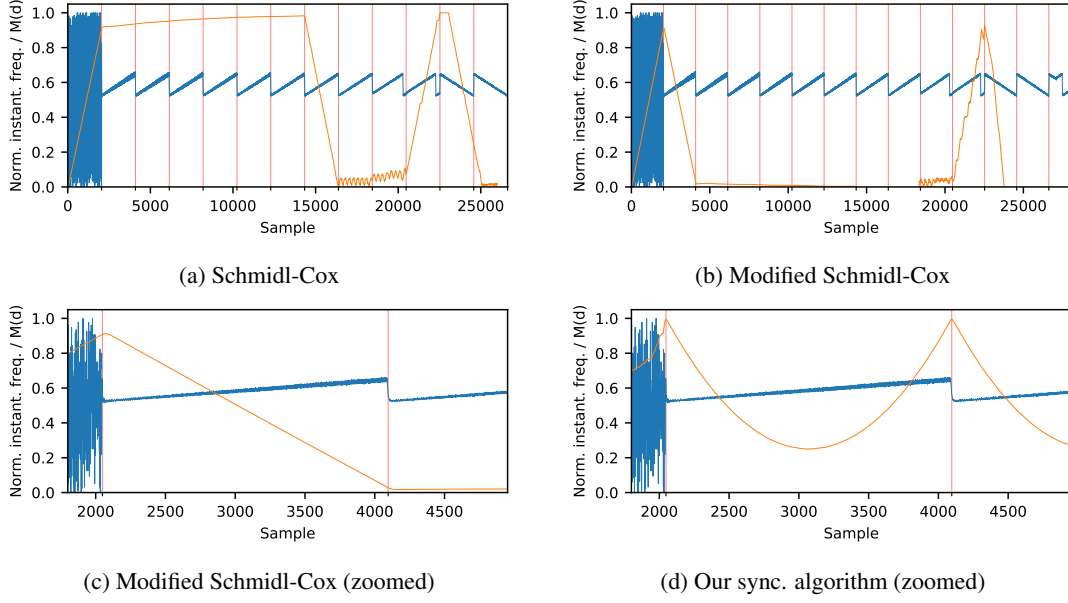 Norm. instant. freq. / M(d)
1.0
0.8
0.6
0.4
0.2
0.0
0 5000 10000 15000 20000 25000
Sample
(a) Schmidl-Cox
Norm. instant. freq. / M(d)
1.0
0.8
0.6
0.4
0.2
0.0
0 5000 10000 15000 20000 25000
Sample
(b) Modified Schmidl-Cox
Norm. instant. freq. / M(d)
1.0
0.8
0.6
0.4
0.2
0.0
2000 2500 3000 3500 4000 4500
Sample
(c) Modified Schmidl-Cox (zoomed)
Norm. instant. freq. / M(d)
1.0
0.8
0.6
0.4
0.2
0.0
2000 2500 3000 3500 4000 4500
Sample
(d) Our sync. algorithm (zoomed)